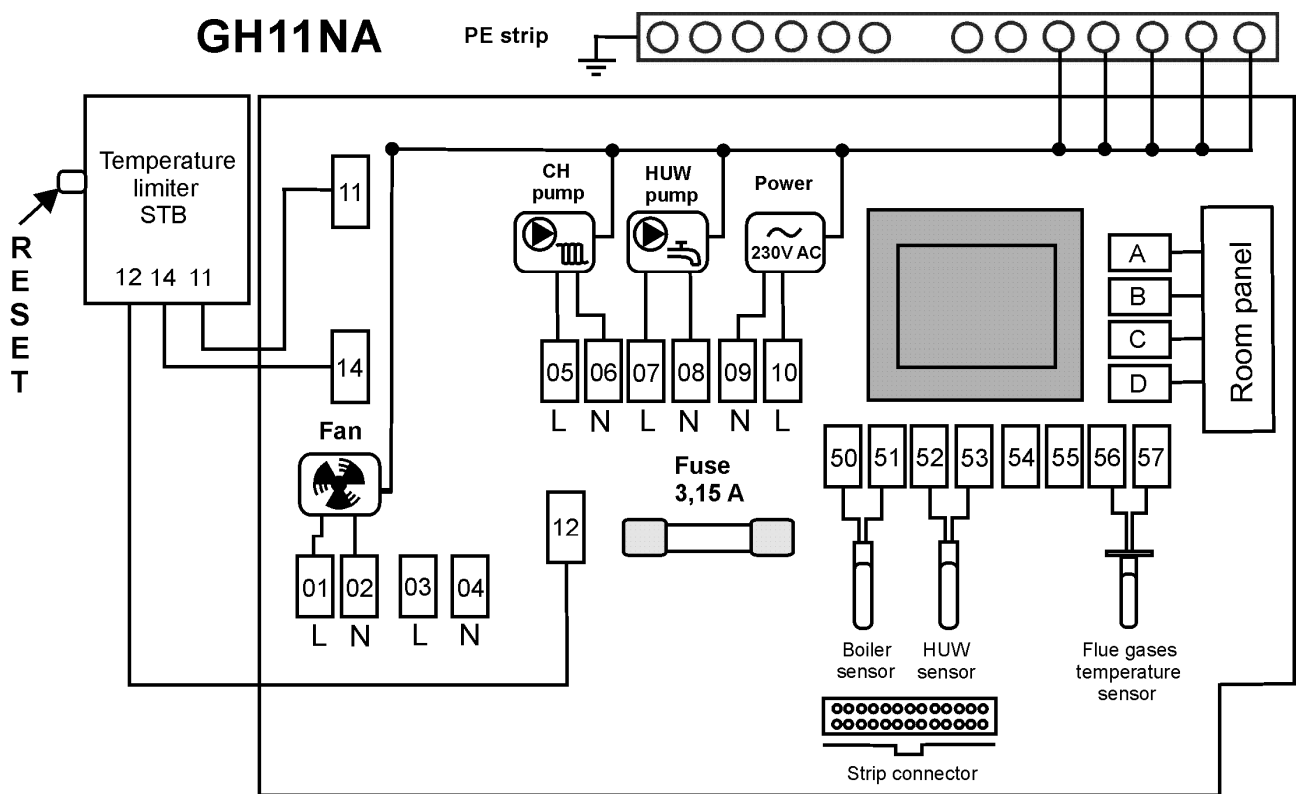 GH11NA
PE strip
Temperature
limiter
STB
12 14 11
RESET
11
14
CH
pump
HUW
pump
Power
230V AC
05 06 07 08 09 10
L N L N N L
A
B
C
D
Room panel
Fan
01 02 03 04
L N L N
12
Fuse
3,15 A
50 51 52 53 54 55 56 57
Boiler
sensor
HUW
sensor
Flue gases
temperature
sensor
Strip connector